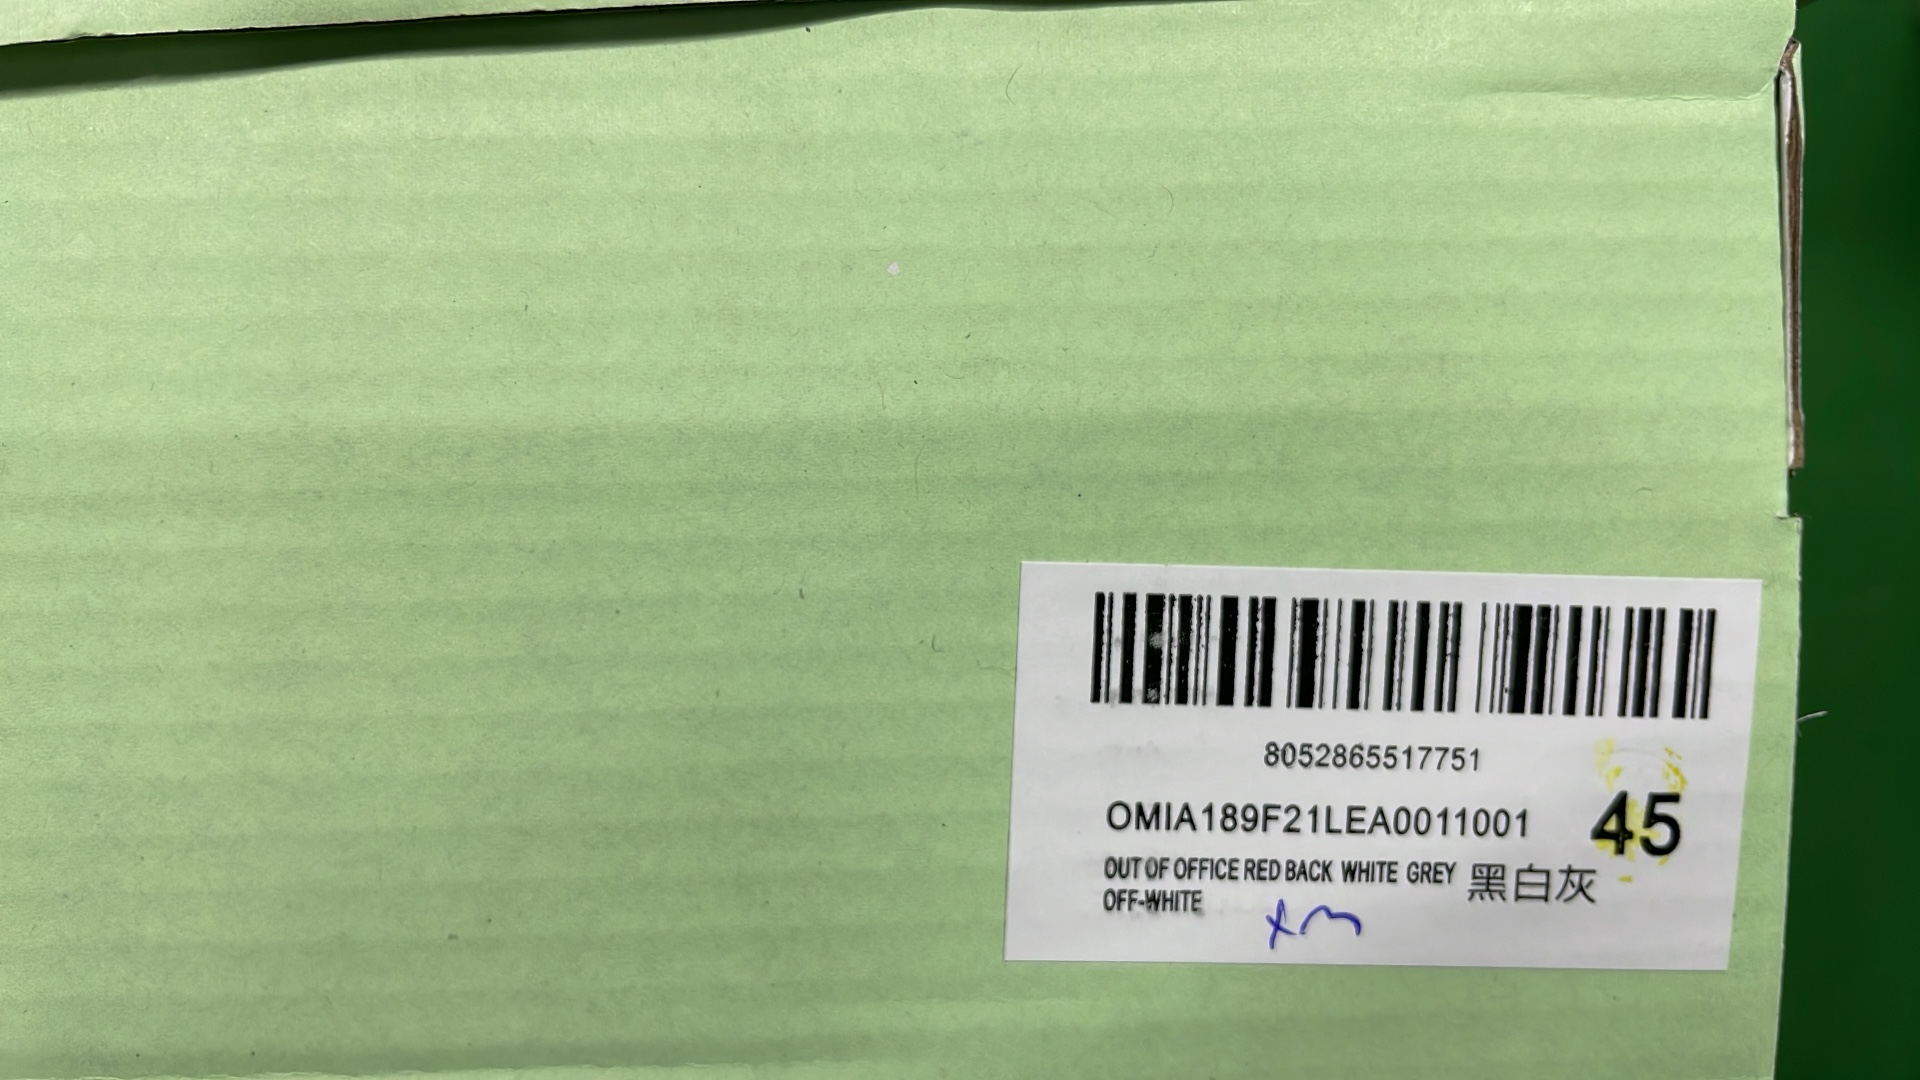 8052865517751
OMIA189F21LEA0011001 45
OUT OF OFFICE RED BACK WHITE GREY 黑白灰
OFF-WHITE